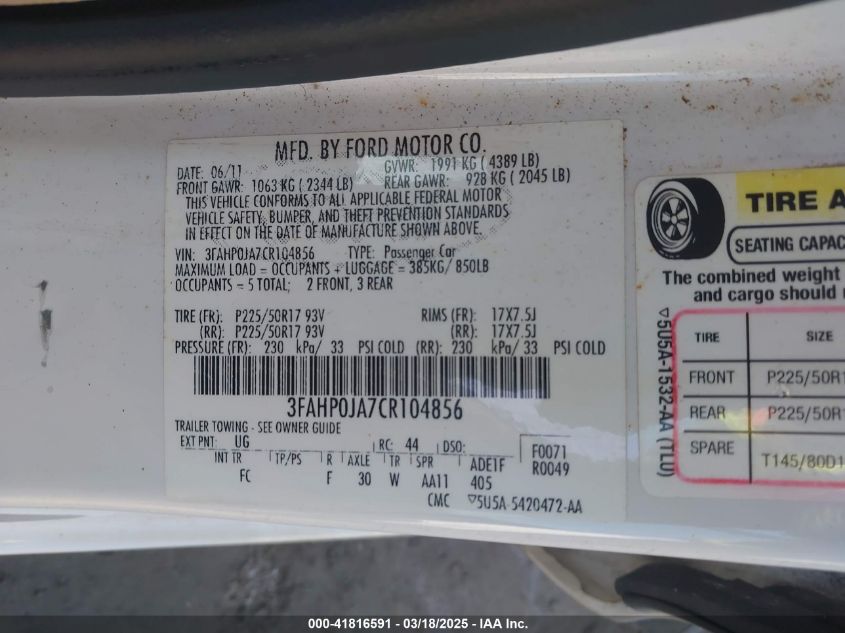 MFD. BY FORD MOTOR CO.
DATE: 06/11 GVWR: 1991 KG ( 4389 LB)
FRONT GAWR: 1063 KG ( 2344 LB) REAR GAWR: 928 KG ( 2045 LB)
THIS VEHICLE CONFORMS TO ALL APPLICABLE FEDERAL MOTOR
VEHICLE SAFETY, BUMPER, AND THEFT PREVENTION STANDARDS
IN EFFECT ON THE DATE OF MANUFACTURE SHOWN ABOVE.
VIN: 3FAHP0JA7CR104856 TYPE: Passenger Car
MAXIMUM LOAD = OCCUPANTS + LUGGAGE = 385KG/ 850LB
OCCUPANTS = 5 TOTAL; 2 FRONT, 3 REAR
TIRE (FR): P225/50R17 93V RIMS (FR): 17X7.5J
(RR): P225/50R17 93V (RR): 17X7.5J
PRESSURE (FR): 230 kPa/ 33 PSI COLD (RR): 230 kPa/ 33 PSI COLD
3FAHP0JA7CR104856
TRAILER TOWING - SEE OWNER GUIDE
EXT PNT: UG RC: 44 DSO: F0071
R0049
INT TR TP/PS R AXLE TR SPR ADE1F
FC F 30 W AA11 405
CMC ▽5U5A 5420472-AA
TIRE A
SEATING CAPAC
The combined weight
and cargo should
TIRE SIZE
FRONT P225/50R1
REAR P225/50R
SPARE T145/80D1
▽5U5A-1532-AA (TLU)
000-41816591 / 03/18/2025 - IAA Inc.